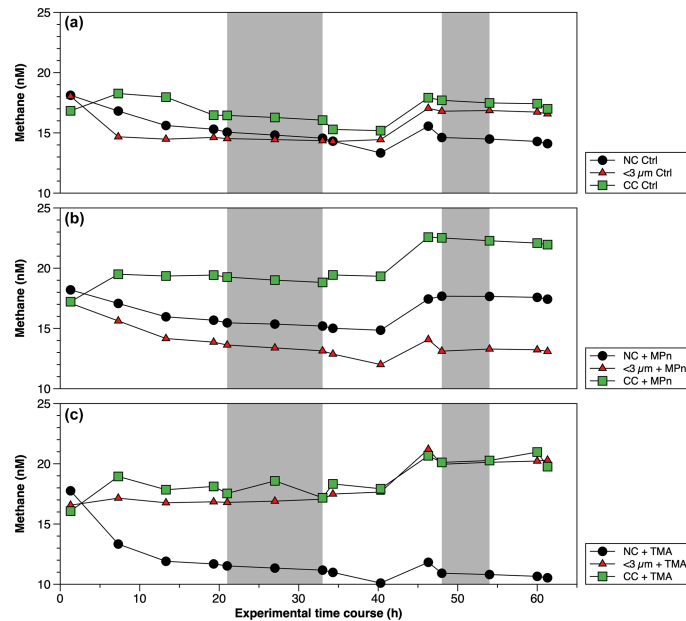 (a)
25
20
15
10
Methane (nM)
NC Ctrl
<3 µm Ctrl
CC Ctrl
(b)
25
20
15
10
Methane (nM)
NC + MPn
<3 µm + MPn
CC + MPn
(c)
25
20
15
10
Methane (nM)
NC + TMA
<3 µm + TMA
CC + TMA
0 10 20 30 40 50 60
Experimental time course (h)